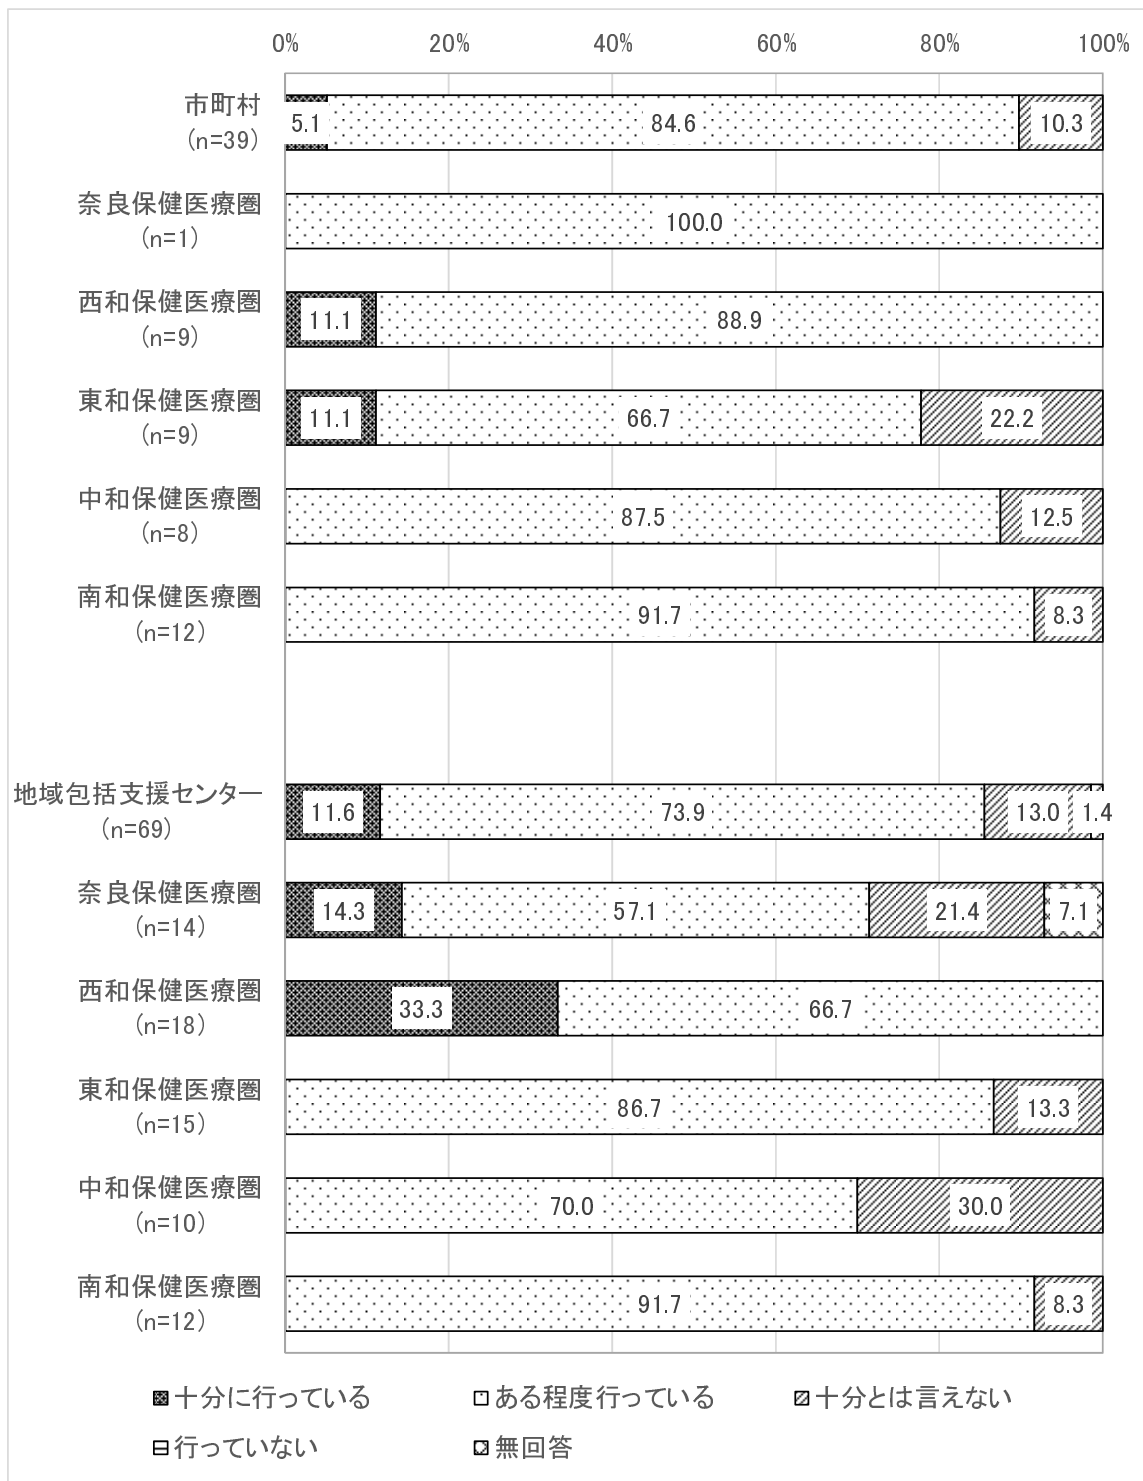 0% 20% 40% 60% 80% 100%
市町村
(n=39)
5.1 84.6 10.3
奈良保健医療圏
(n=1)
100.0
西和保健医療圏
(n=9)
11.1 88.9
東和保健医療圏
(n=9)
11.1 66.7 22.2
中和保健医療圏
(n=8)
87.5 12.5
南和保健医療圏
(n=12)
91.7 8.3
地域包括支援センター
(n=69)
11.6 73.9 13.0 1.4
奈良保健医療圏
(n=14)
14.3 57.1 21.4 7.1
西和保健医療圏
(n=18)
33.3 66.7
東和保健医療圏
(n=15)
86.7 13.3
中和保健医療圏
(n=10)
70.0 30.0
南和保健医療圏
(n=12)
91.7 8.3
十分に行っている ある程度行っている 十分とは言えない
行っていない 無回答